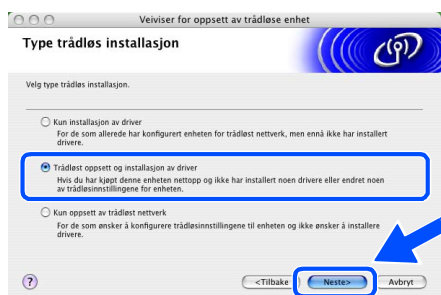 Veiviser for oppsett av trådløse enhet
Type trådløs installasjon
Velg type trådløs installasjon.
Kun installasjon av driver
For de som allerede har konfigurert enheten for trådløst nettverk, men ennå ikke har installert
drivere.
Trådløst oppsett og installasjon av driver
Hvis du har kjøpt denne enheten nettopp og ikke har installert noen drivere eller endret noen
av trådløsinnstillingene for enheten.
Kun oppsett av trådløst nettverk
For de som ønsker å konfigurere trådløsinnstillingene til enheten og ikke ønsker å installere
drivere.
? <Tilbake Neste> Avbryt